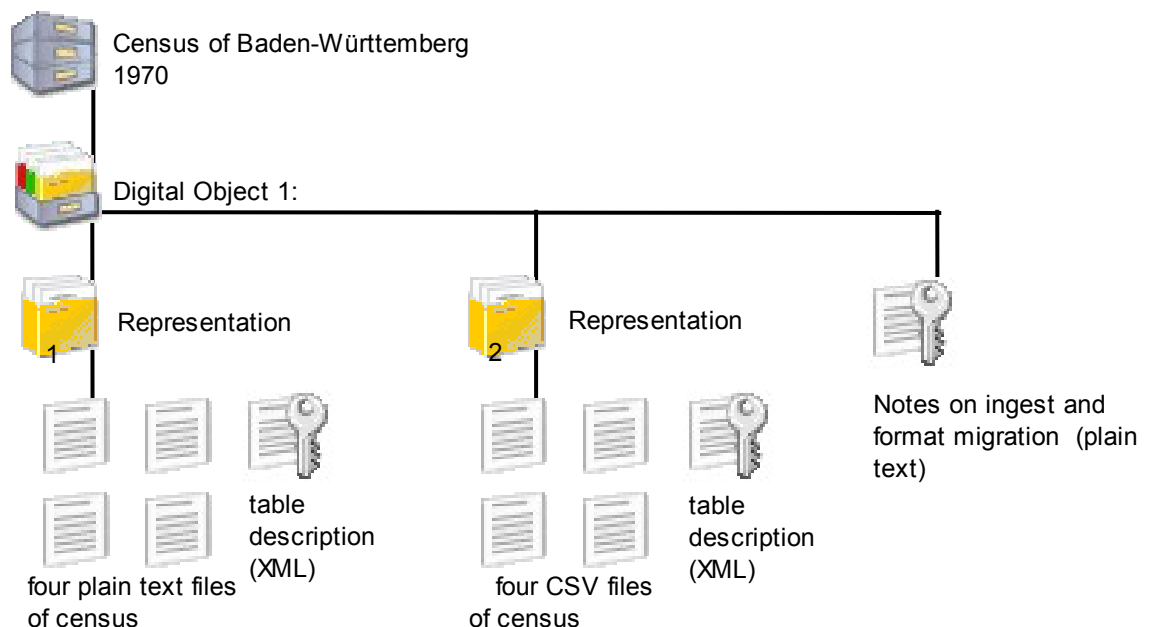 Census of Baden-Württemberg
1970
Digital Object 1:
Representation
1
Representation
2
Notes on ingest and
format migration (plain
text)
table
description
(XML)
four plain text files
of census
table
description
(XML)
four CSV files
of census